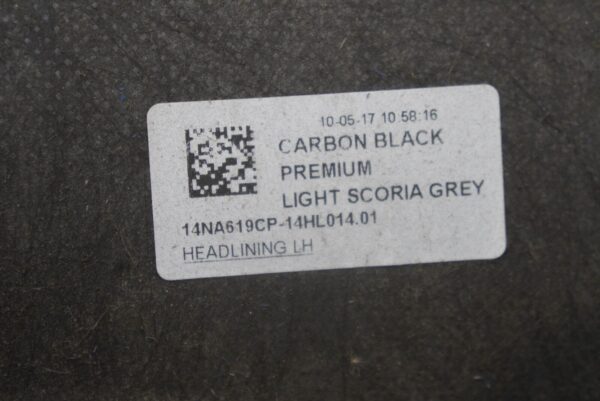 10-05-17 10:58:16
CARBON BLACK
PREMIUM
LIGHT SCORIA GREY
14NA619CP-14HL014.01
HEADLINING LH